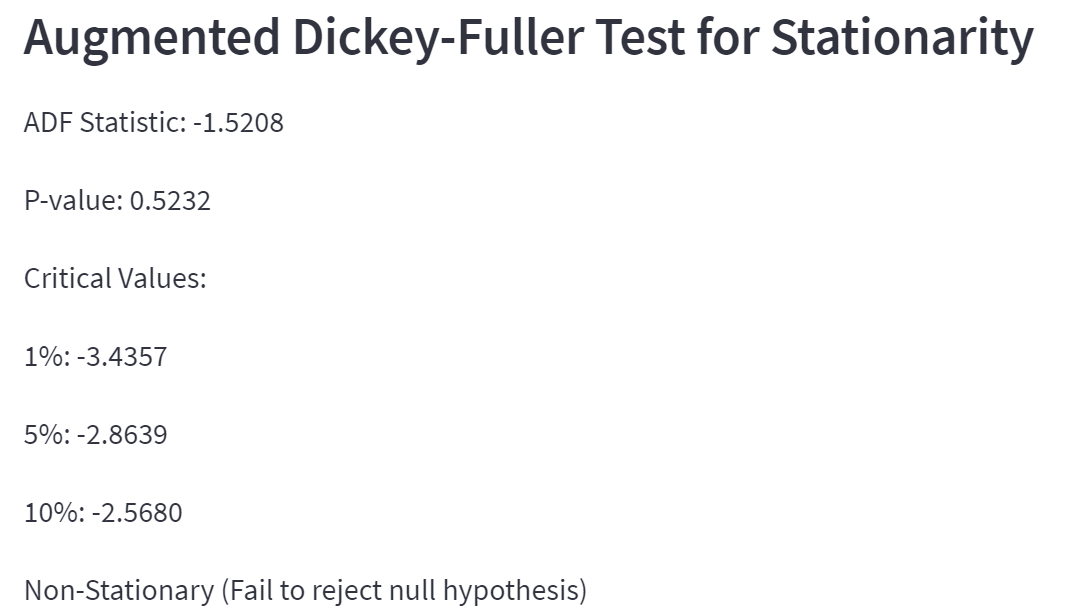 Augmented Dickey-Fuller Test for Stationarity
ADF Statistic: -1.5208
P-value: 0.5232
Critical Values:
1%: -3.4357
5%: -2.8639
10%: -2.5680
Non-Stationary (Fail to reject null hypothesis)